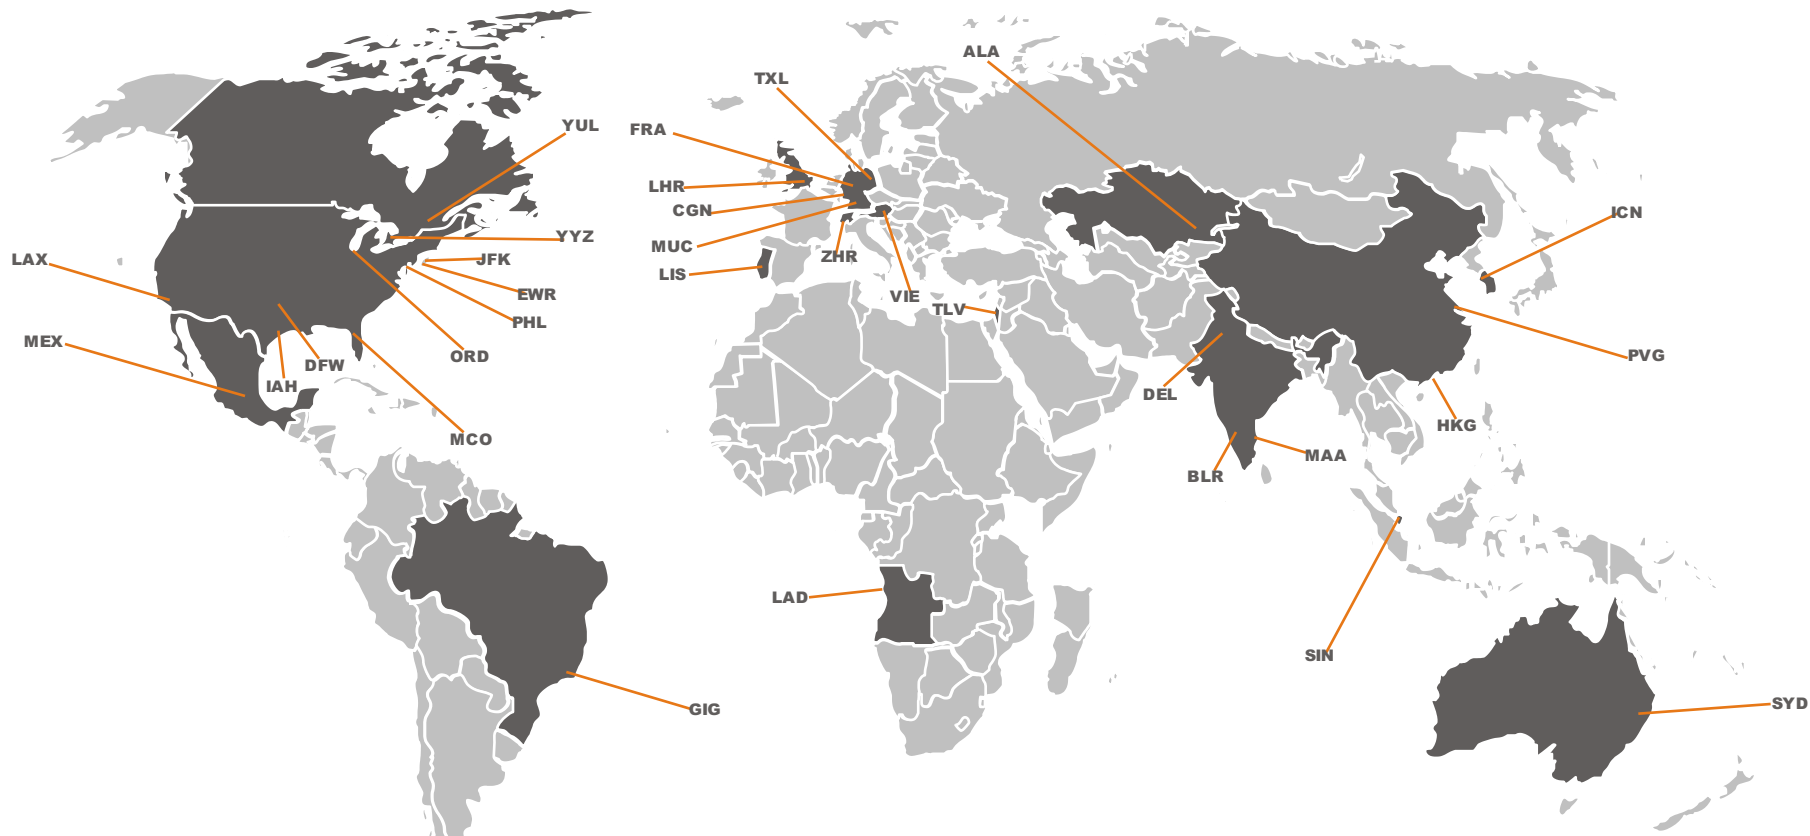 ALA
TXL
YUL
FRA
LHR
CGN
ICN
YYZ
MUC
ZHR
JFK
LAX
LIS
EWR
VIE
TLV
PHL
MEX
ORD
PVG
DFW
IAH
DEL
HKG
MCO
MAA
BLR
LAD
SIN
SYD
GIG